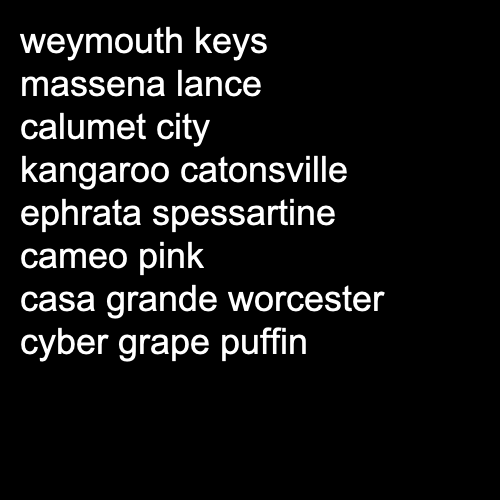 weymouth keys
massena lance
calumet city
kangaroo catonsville
ephrata spessartine
cameo pink
casa grande worcester
cyber grape puffin